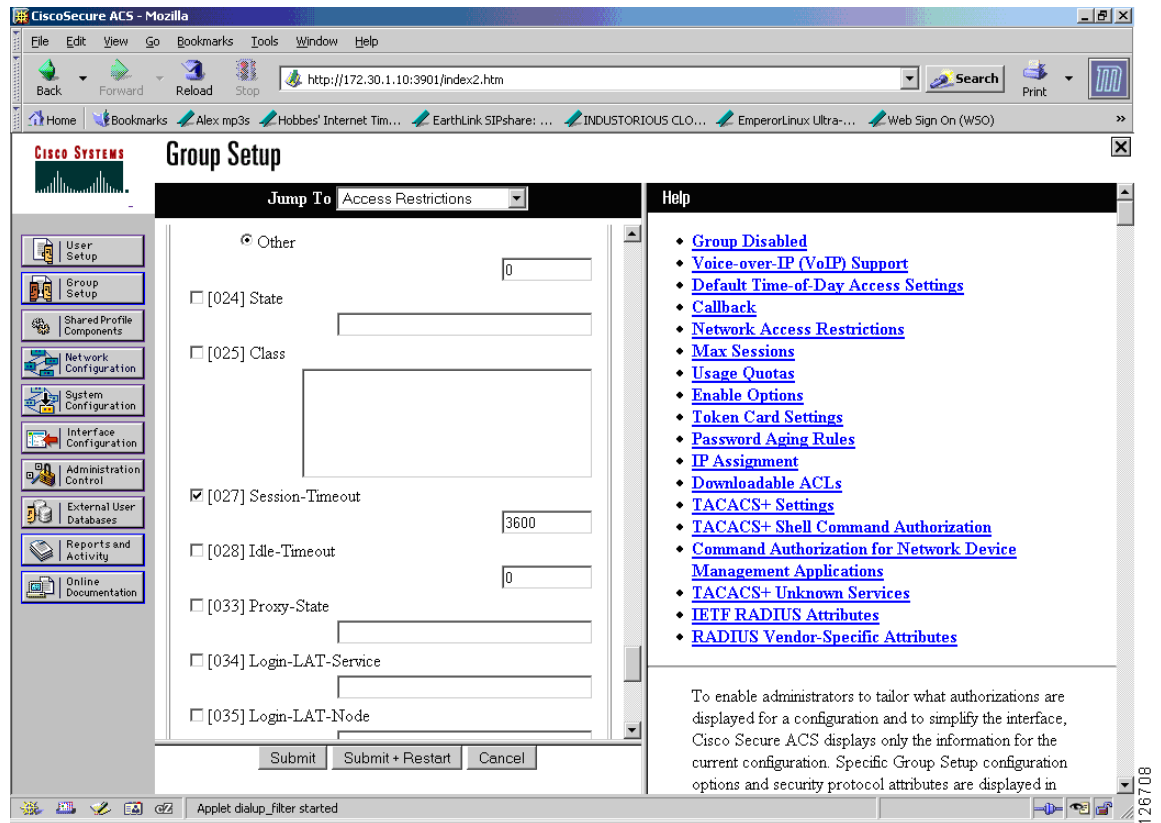 CiscoSecure ACS - Mozilla
File Edit View Go Bookmarks Tools Window Help
Back Forward Reload Stop http://172.30.1.10:3901/index2.htm Search Print
Home Bookmarks Alex mp3s Hobbes' Internet Tim... EarthLink SIPshare: ... INDUSTORIOUS CLO... EmperorLinux Ultra-... Web Sign On (WSO) »
CISCO SYSTEMS
Group Setup
Jump To Access Restrictions
User Setup
Group Setup
Shared Profile Components
Network Configuration
System Configuration
Interface Configuration
Administration Control
External User Databases
Reports and Activity
Online Documentation
Other
0
[024] State
[025] Class
[027] Session-Timeout
3600
[028] Idle-Timeout
0
[033] Proxy-State
[034] Login-LAT-Service
[035] Login-LAT-Node
Submit Submit + Restart Cancel
Help
Group Disabled
Voice-over-IP (VoIP) Support
Default Time-of-Day Access Settings
Callback
Network Access Restrictions
Max Sessions
Usage Quotas
Enable Options
Token Card Settings
Password Aging Rules
IP Assignment
Downloadable ACLs
TACACS+ Settings
TACACS+ Shell Command Authorization
Command Authorization for Network Device
Management Applications
TACACS+ Unknown Services
IETF RADIUS Attributes
RADIUS Vendor-Specific Attributes
To enable administrators to tailor what authorizations are
displayed for a configuration and to simplify the interface,
Cisco Secure ACS displays only the information for the
current configuration. Specific Group Setup configuration
options and security protocol attributes are displayed in
Applet dialup_filter started
126708